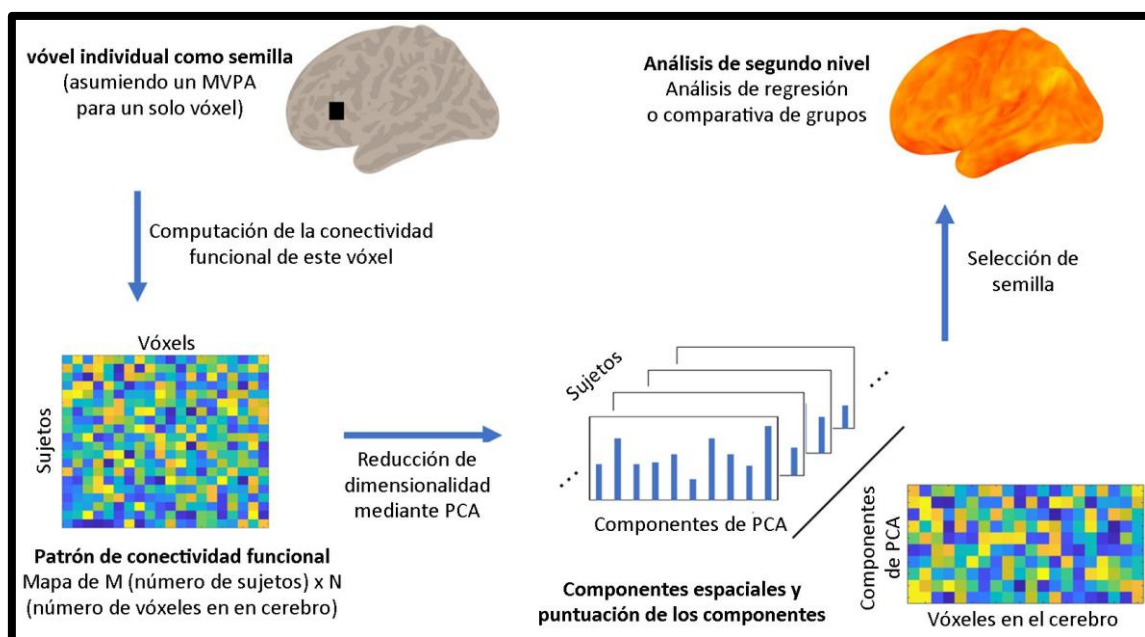 vóvel individual como semilla
(asumiendo un MVPA
para un solo vóxel)
Computación de la conectividad
funcional de este vóxel
Vóxels
Sujetos
Patrón de conectividad funcional
Mapa de M (número de sujetos) x N
(número de vóxeles en en cerebro)
Reducción de
dimensionalidad
mediante PCA
Sujetos
...
...
Componentes de PCA
Componentes espaciales y
puntuación de los componentes
Componentes
de PCA
Vóxeles en el cerebro
Selección de
semilla
Análisis de segundo nivel
Análisis de regresión
o comparativa de grupos